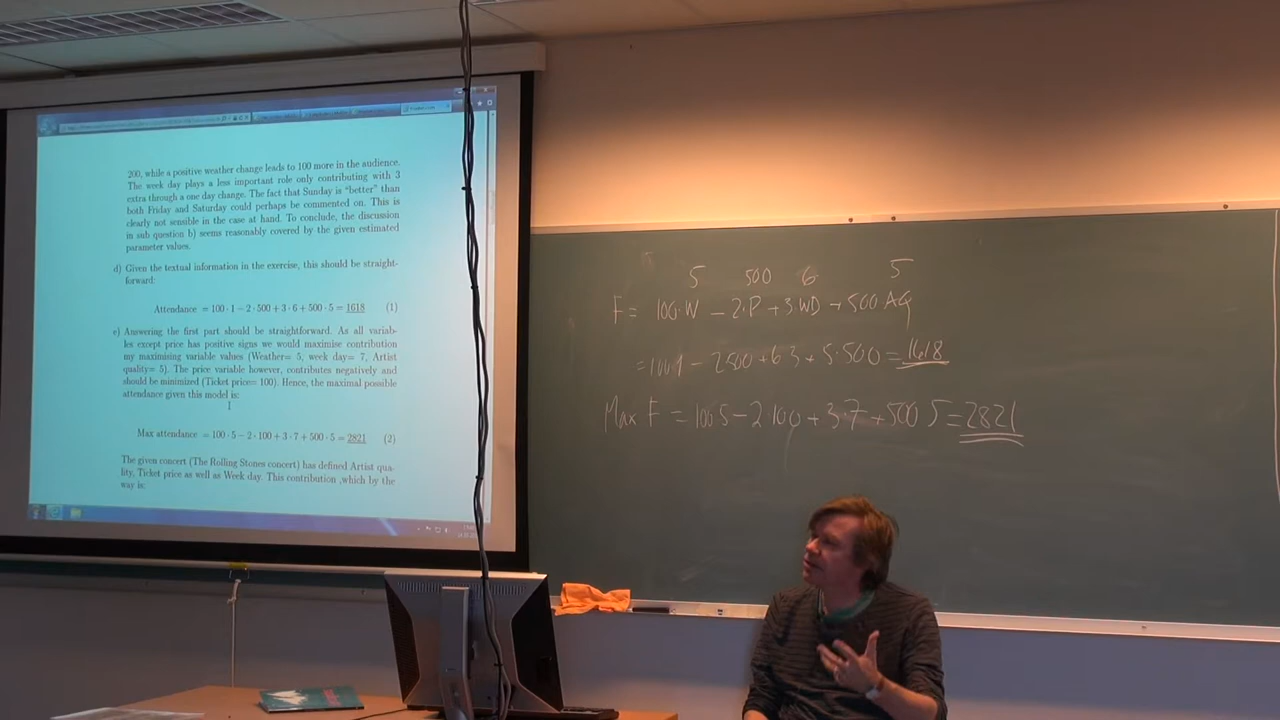 200, while a positive weather change leads to 100 more in the audience.
The week day plays a less important role only contributing with 3
extra through a one day change. The fact that Sunday is "better" than
both Friday and Saturday could perhaps be commented on. This is
clearly not sensible in the case at hand. To conclude, the discussion
in sub question b) seems reasonably covered by the given estimated
parameter values.
d) Given the textual information in the exercise, this should be straight-
forward:
Attendance = 100 · 1 − 2 · 500 + 3 · 6 + 500 · 5 = 1618 (1)
e) Answering the first part should be straightforward. As all variab-
les except price has positive signs we would maximise contribution
my maximising variable values (Weather= 5, week day= 7, Artist
quality= 5). The price variable however, contributes negatively and
should be minimized (Ticket price= 100). Hence, the maximal possible
attendance given this model is:
Max attendance = 100 · 5 − 2 · 100 + 3 · 7 + 500 · 5 = 2821 (2)
The given concert (The Rolling Stones concert) has defined Artist qua-
lity, Ticket price as well as Week day. This contribution ,which by the
way is:
5 500 6 5
F = 100·W − 2·P + 3·WD + 500·AQ
= 100·1 − 2·500 + 6·3 + 5·500 = 1618
Max F = 100·5 − 2·100 + 3·7 + 500·5 = 2821